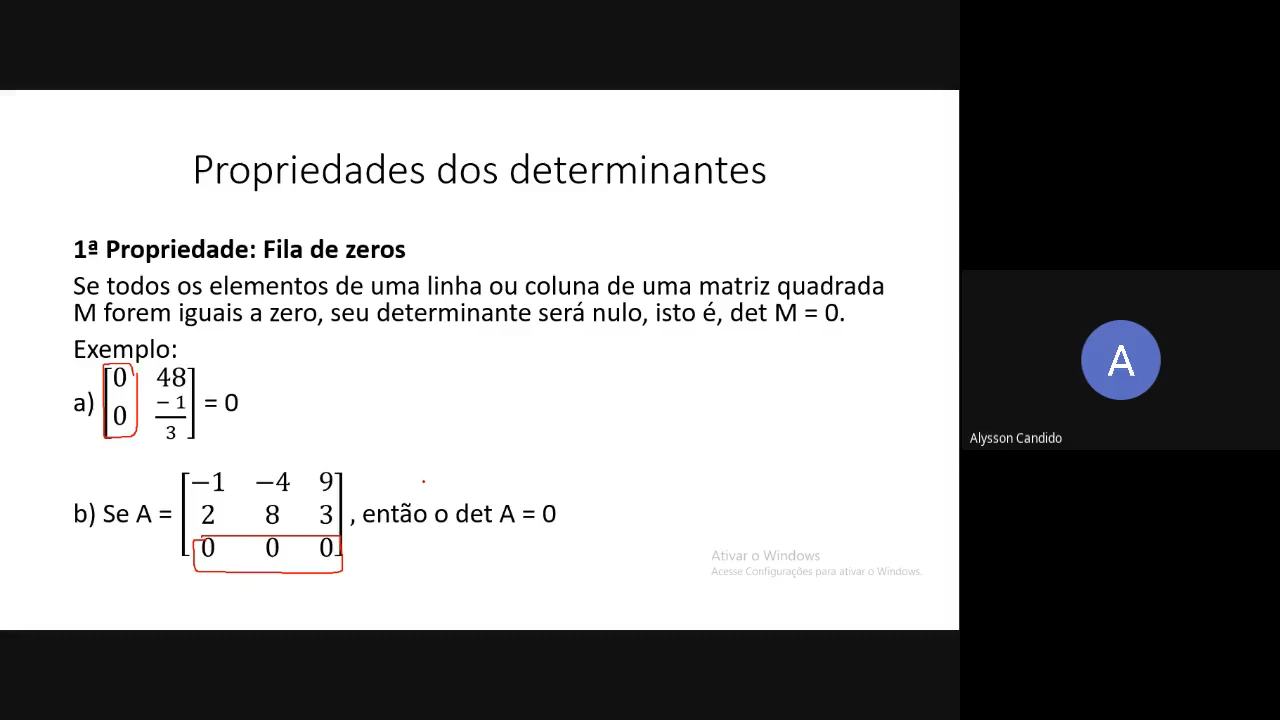 Propriedades dos determinantes
1ª Propriedade: Fila de zeros
Se todos os elementos de uma linha ou coluna de uma matriz quadrada
M forem iguais a zero, seu determinante será nulo, isto é, det M = 0.
Exemplo:
0 48
a) = 0
0 −1
3
−1 −4 9
b) Se A = 2 8 3 , então o det A = 0
0 0 0
Ativar o Windows
Acesse Configurações para ativar o Windows.
A
Alysson Candido